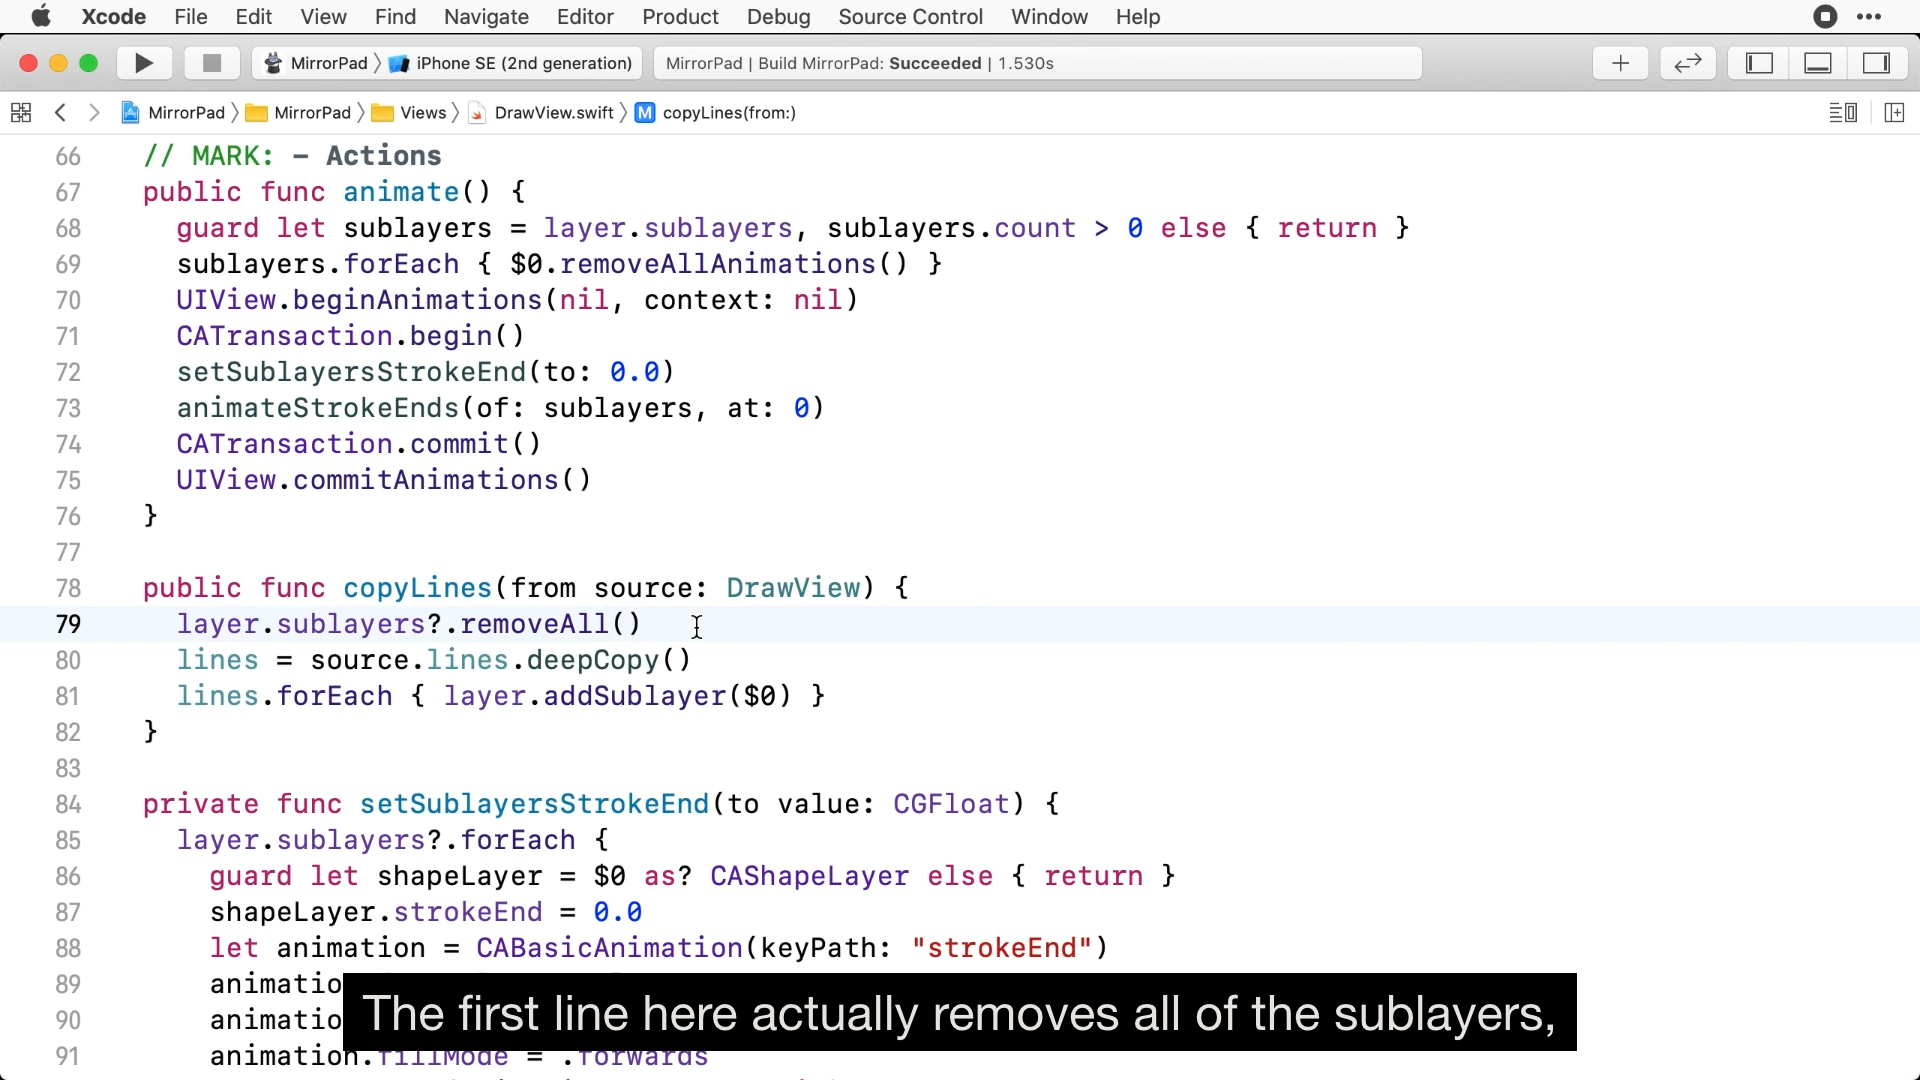 Xcode File Edit View Find Navigate Editor Product Debug Source Control Window Help
MirrorPad iPhone SE (2nd generation) MirrorPad | Build MirrorPad: Succeeded | 1.530s
MirrorPad MirrorPad Views DrawView.swift M copyLines(from:)
66 // MARK: - Actions
67 public func animate() {
68 guard let sublayers = layer.sublayers, sublayers.count > 0 else { return }
69 sublayers.forEach { $0.removeAllAnimations() }
70 UIView.beginAnimations(nil, context: nil)
71 CATransaction.begin()
72 setSublayersStrokeEnd(to: 0.0)
73 animateStrokeEnds(of: sublayers, at: 0)
74 CATransaction.commit()
75 UIView.commitAnimations()
76 }
77
78 public func copyLines(from source: DrawView) {
79 layer.sublayers?.removeAll()
80 lines = source.lines.deepCopy()
81 lines.forEach { layer.addSublayer($0) }
82 }
83
84 private func setSublayersStrokeEnd(to value: CGFloat) {
85 layer.sublayers?.forEach {
86 guard let shapeLayer = $0 as? CAShapeLayer else { return }
87 shapeLayer.strokeEnd = 0.0
88 let animation = CABasicAnimation(keyPath: "strokeEnd")
89 animatio
90 animatio
91 animation.fillMode = .forwards
The first line here actually removes all of the sublayers,